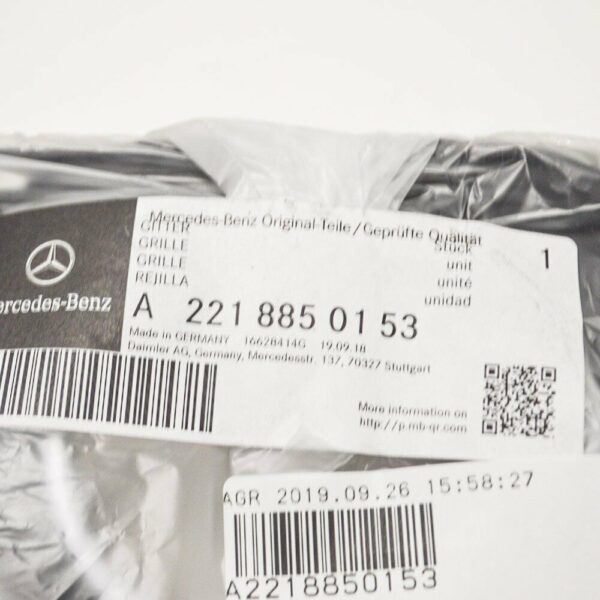 Mercedes-Benz Original-Teile/Geprüfte Qualität
GITTER Stück 1
GRILLE unit
GRILLE unité
REJILLA unidad
Mercedes-Benz
A 221 885 01 53
Made in GERMANY 16628414G 19.09.18
Daimler AG, Germany, Mercedesstr. 137, 70327 Stuttgart
More information on
http://p.mb-qr.com
AGR 2019.09.26 15:58:27
A2218850153